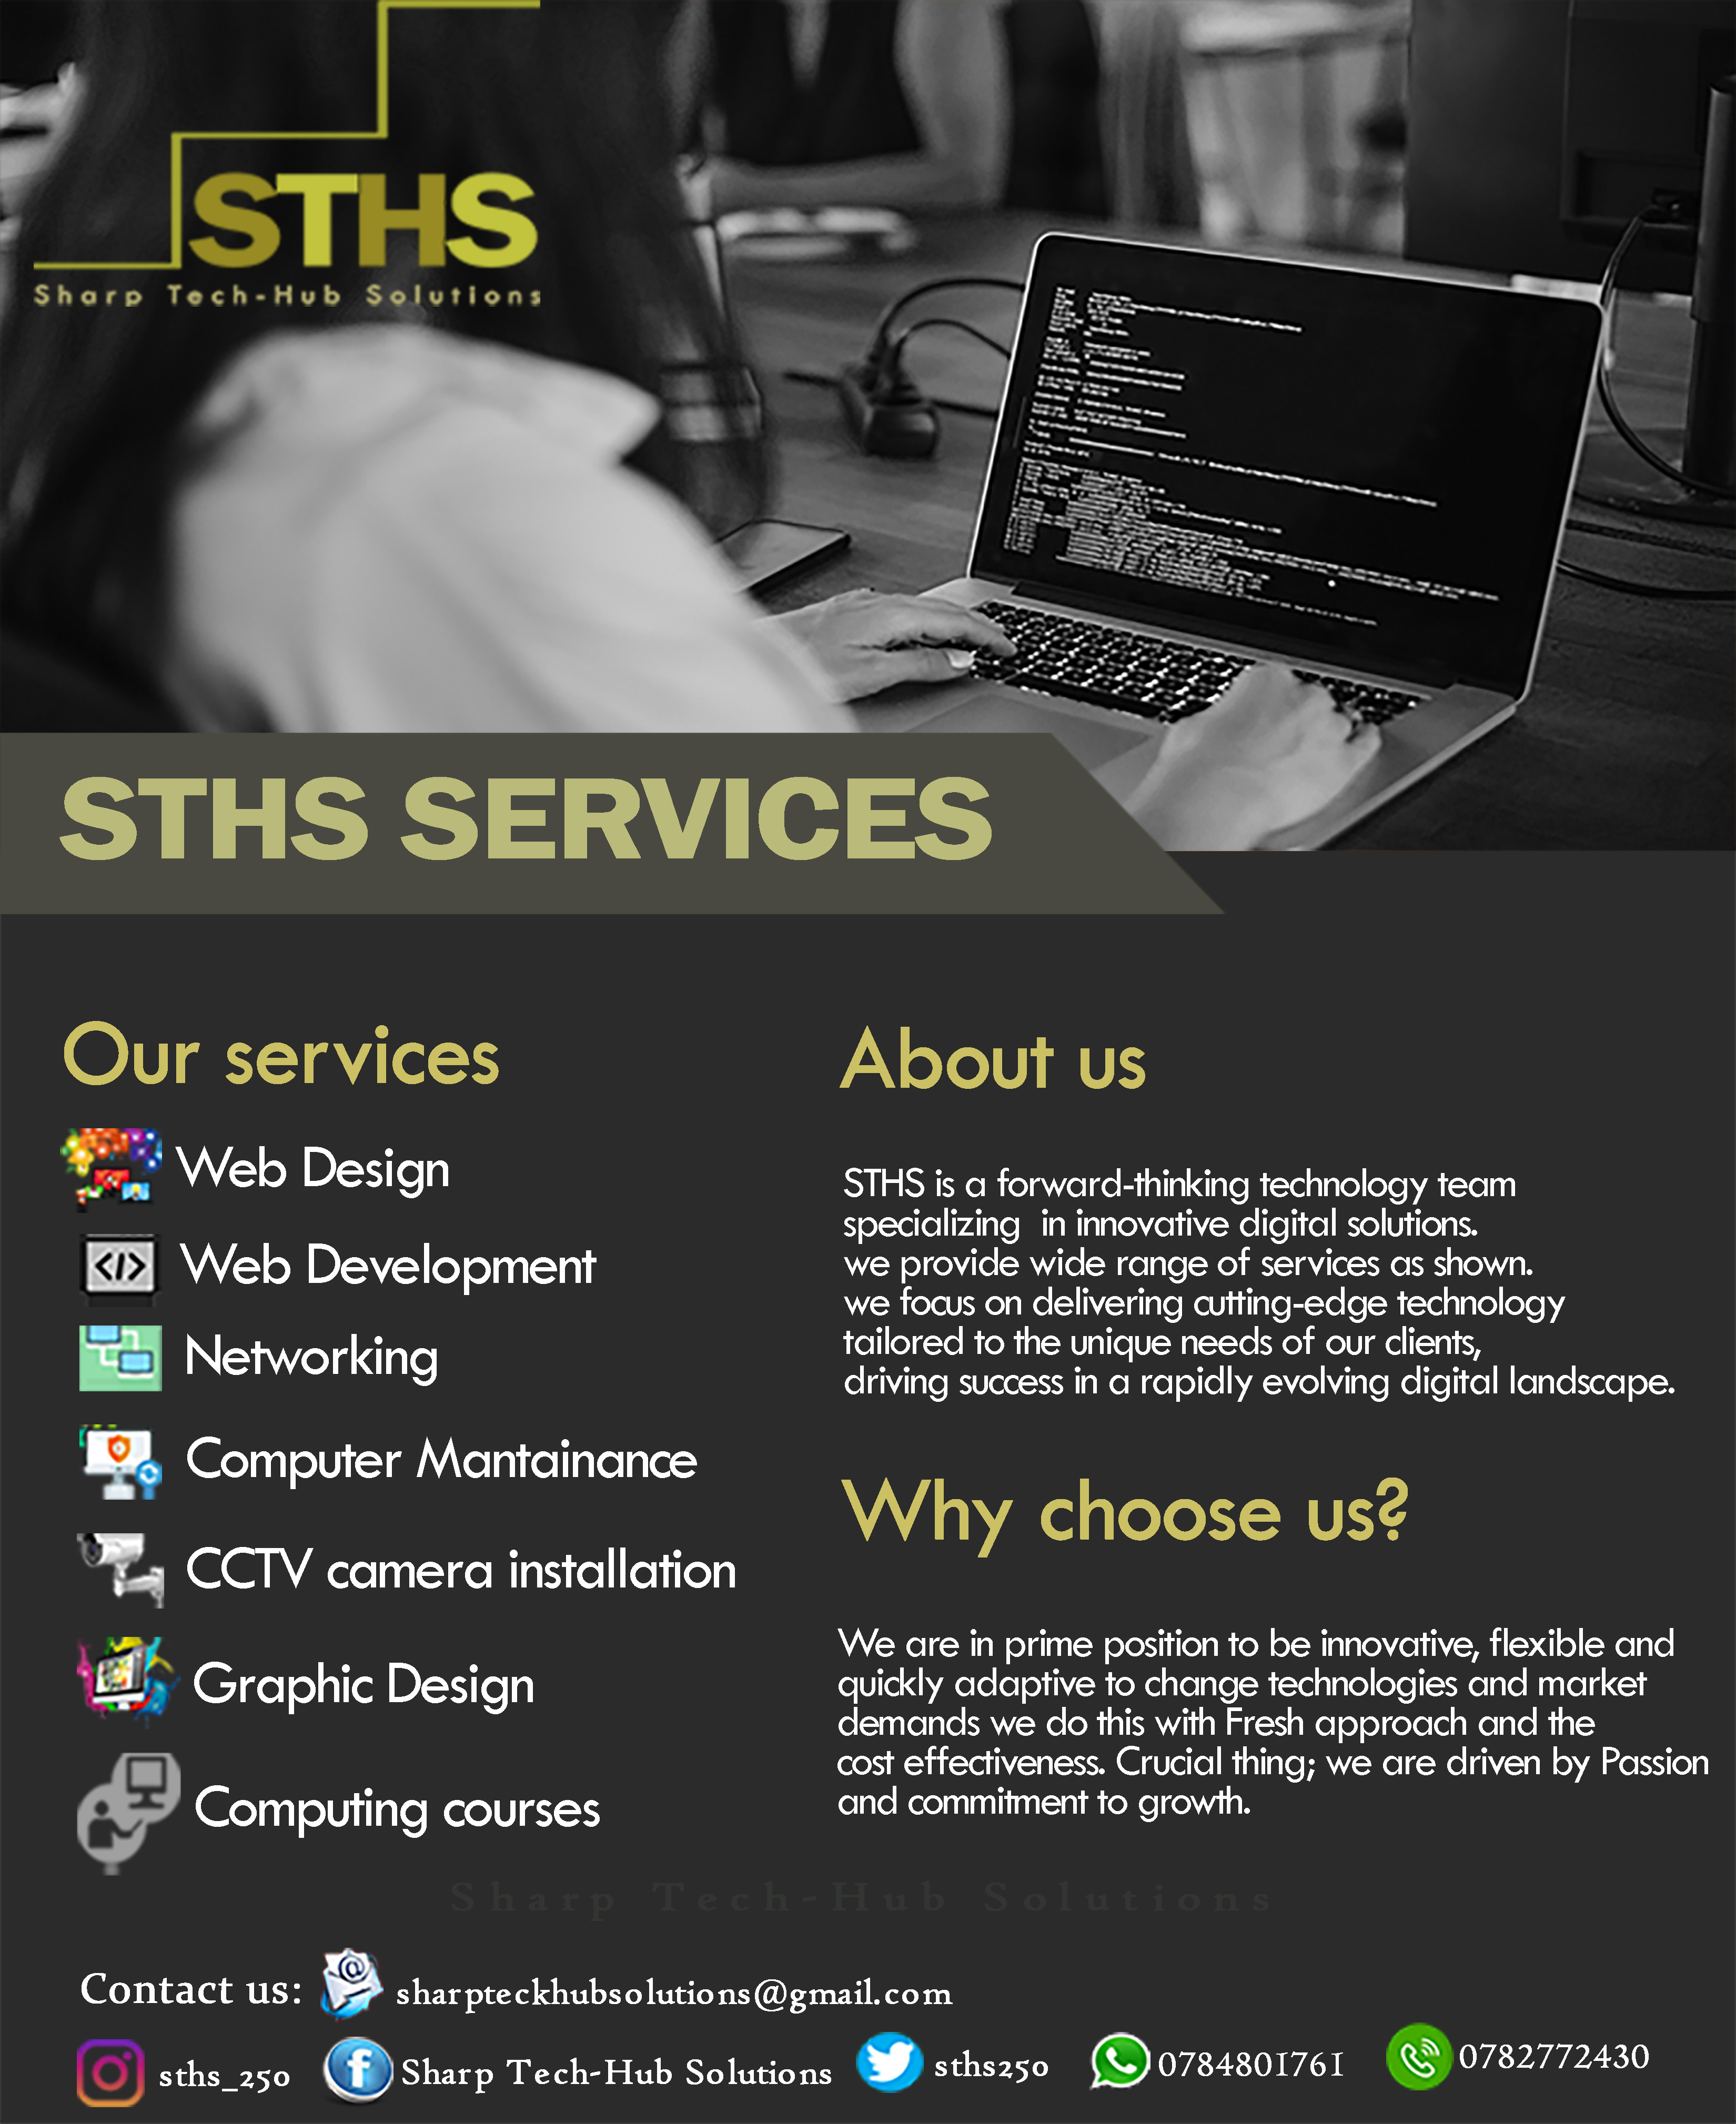 STHS
Sharp Tech-Hub Solutions
STHS SERVICES
Our services
Web Design
Web Development
Networking
Computer Mantainance
CCTV camera installation
Graphic Design
Computing courses
About us
STHS is a forward-thinking technology team
specializing in innovative digital solutions.
we provide wide range of services as shown.
we focus on delivering cutting-edge technology
tailored to the unique needs of our clients,
driving success in a rapidly evolving digital landscape.
Why choose us?
We are in prime position to be innovative, flexible and
quickly adaptive to change technologies and market
demands we do this with Fresh approach and the
cost effectiveness. Crucial thing; we are driven by Passion
and commitment to growth.
Sharp Tech-Hub Solutions
Contact us: sharpteckhubsolutions@gmail.com
sths_250 Sharp Tech-Hub Solutions sths250 0784801761 0782772430